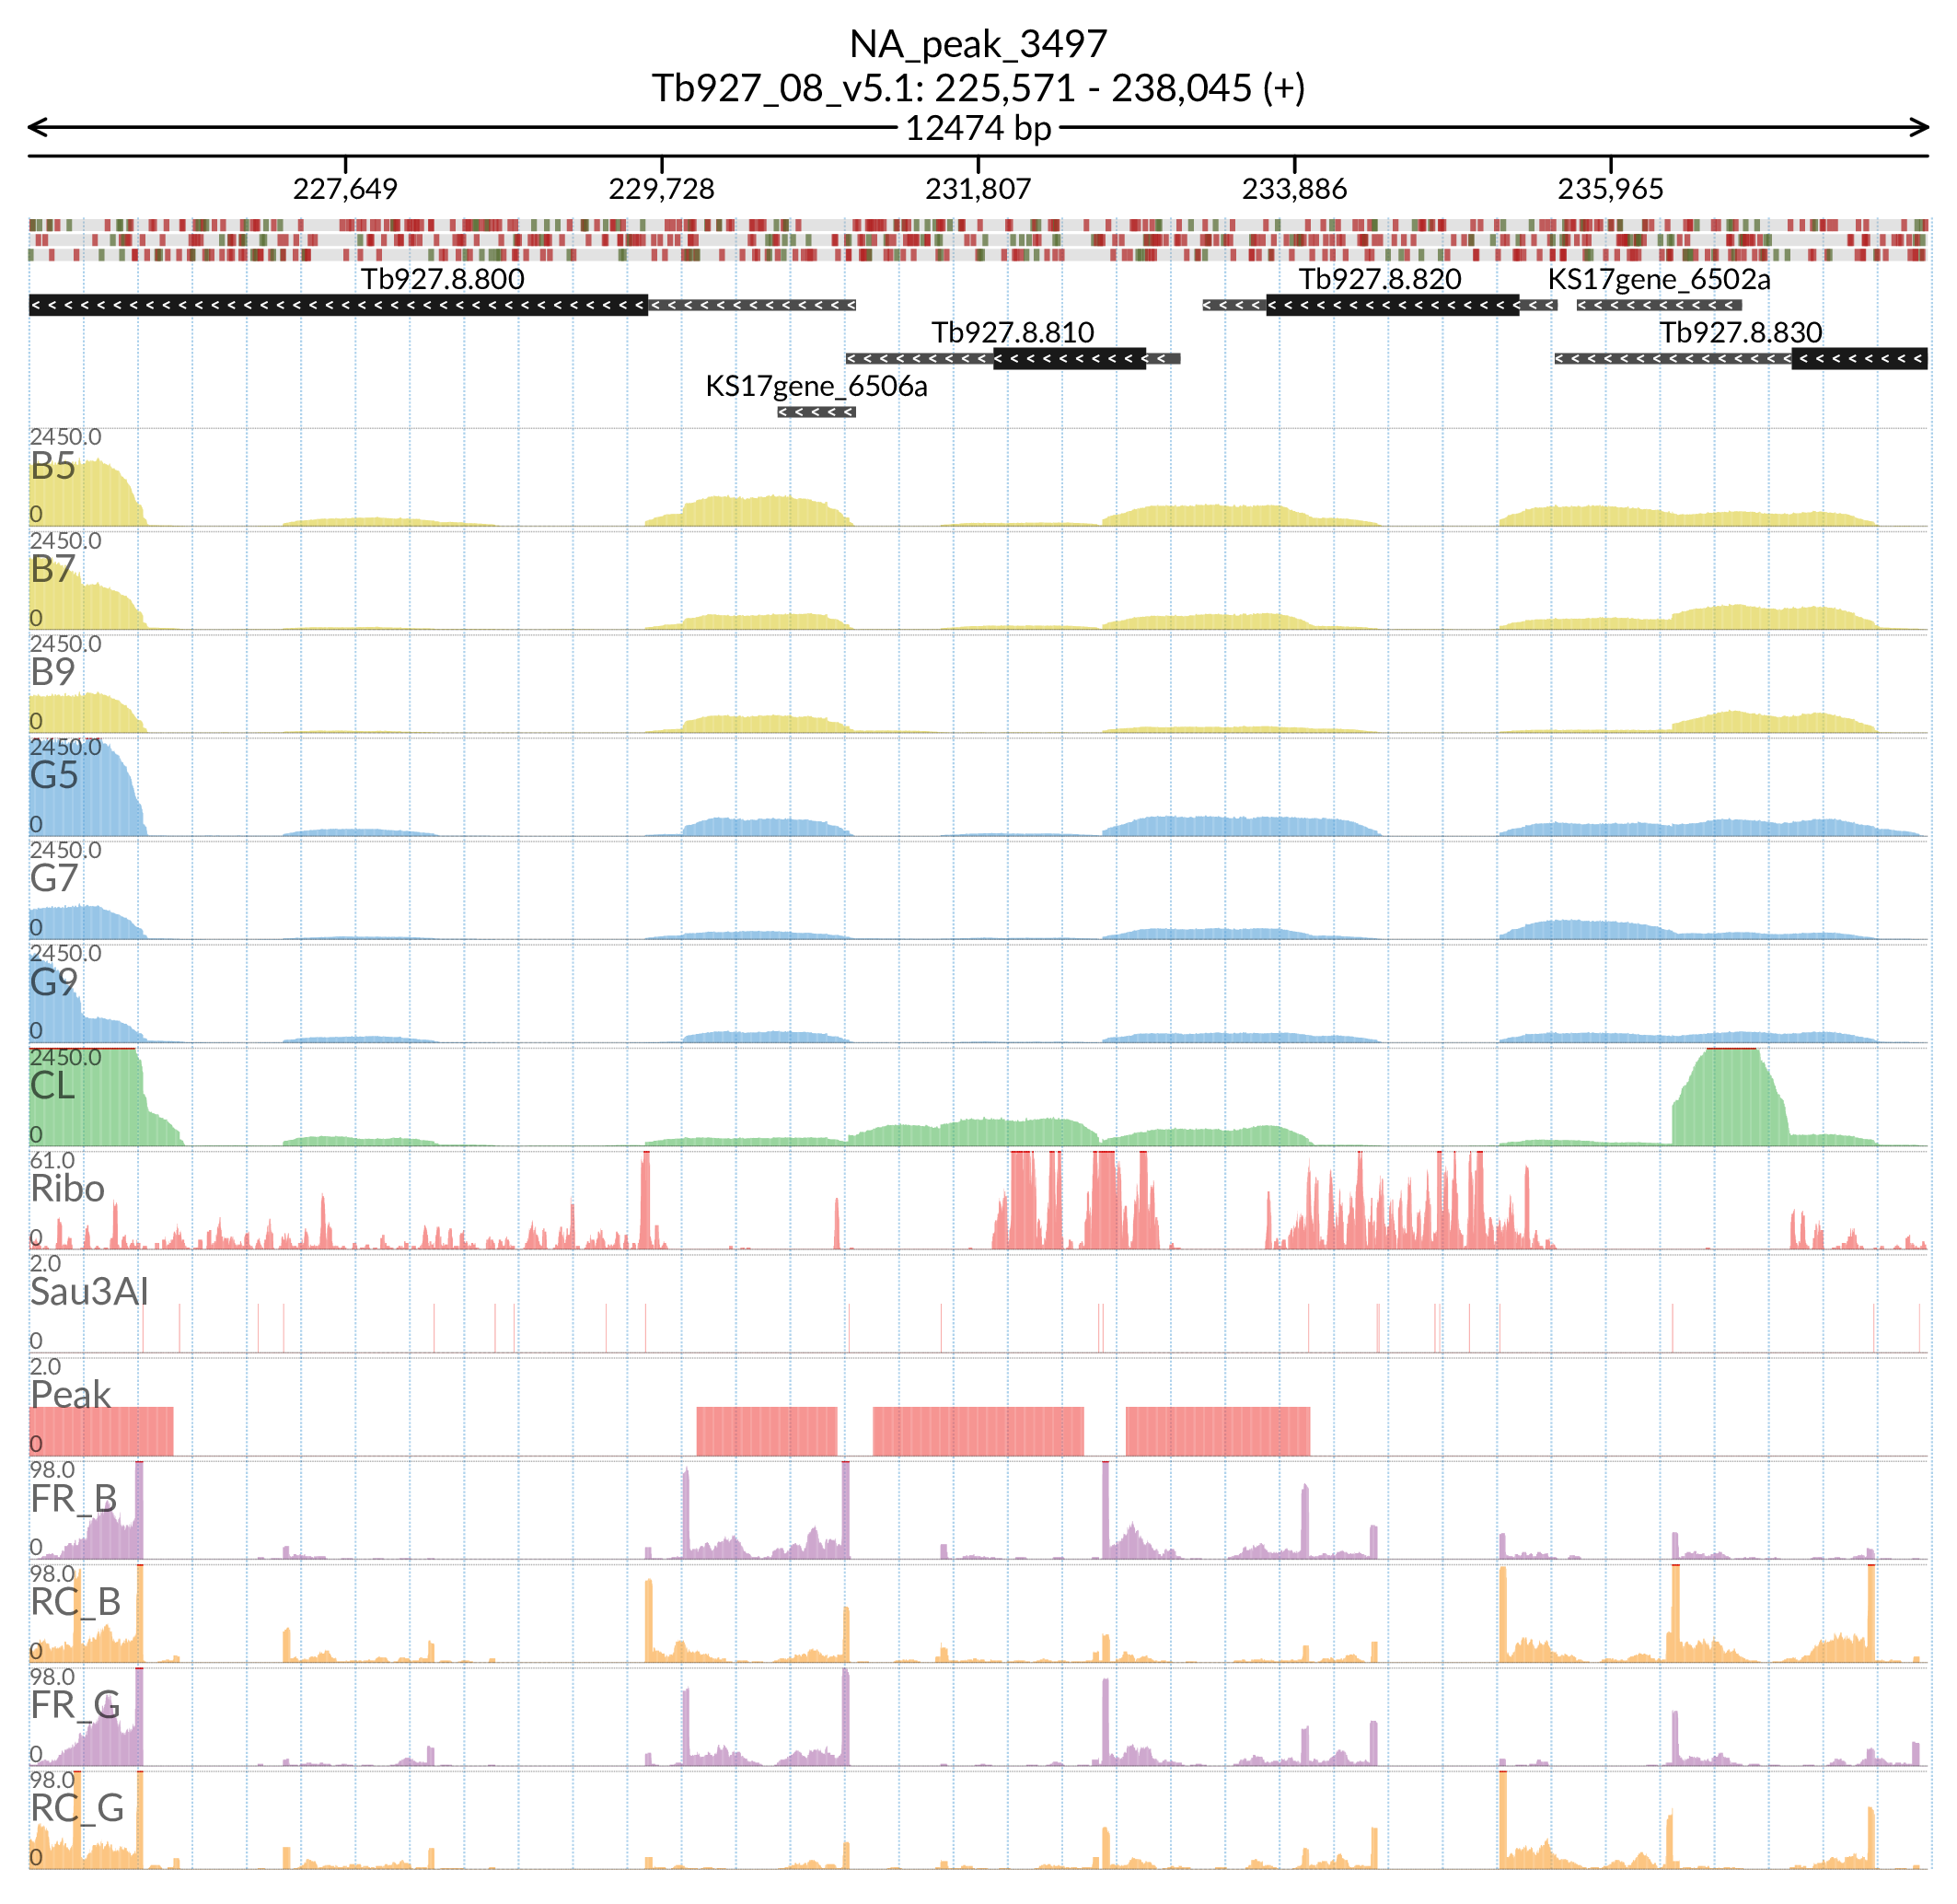 NA_peak_3497
Tb927_08_v5.1: 225,571 - 238,045 (+)
12474 bp
227,649 229,728 231,807 233,886 235,965
Tb927.8.800 Tb927.8.820 KS17gene_6502a
Tb927.8.810 Tb927.8.830
KS17gene_6506a
2450.0
B5
0
2450.0
B7
0
2450.0
B9
0
2450.0
G5
0
2450.0
G7
0
2450.0
G9
0
2450.0
CL
0
61.0
Ribo
0
2.0
Sau3AI
0
2.0
Peak
0
98.0
FR_B
0
98.0
RC_B
0
98.0
FR_G
0
98.0
RC_G
0